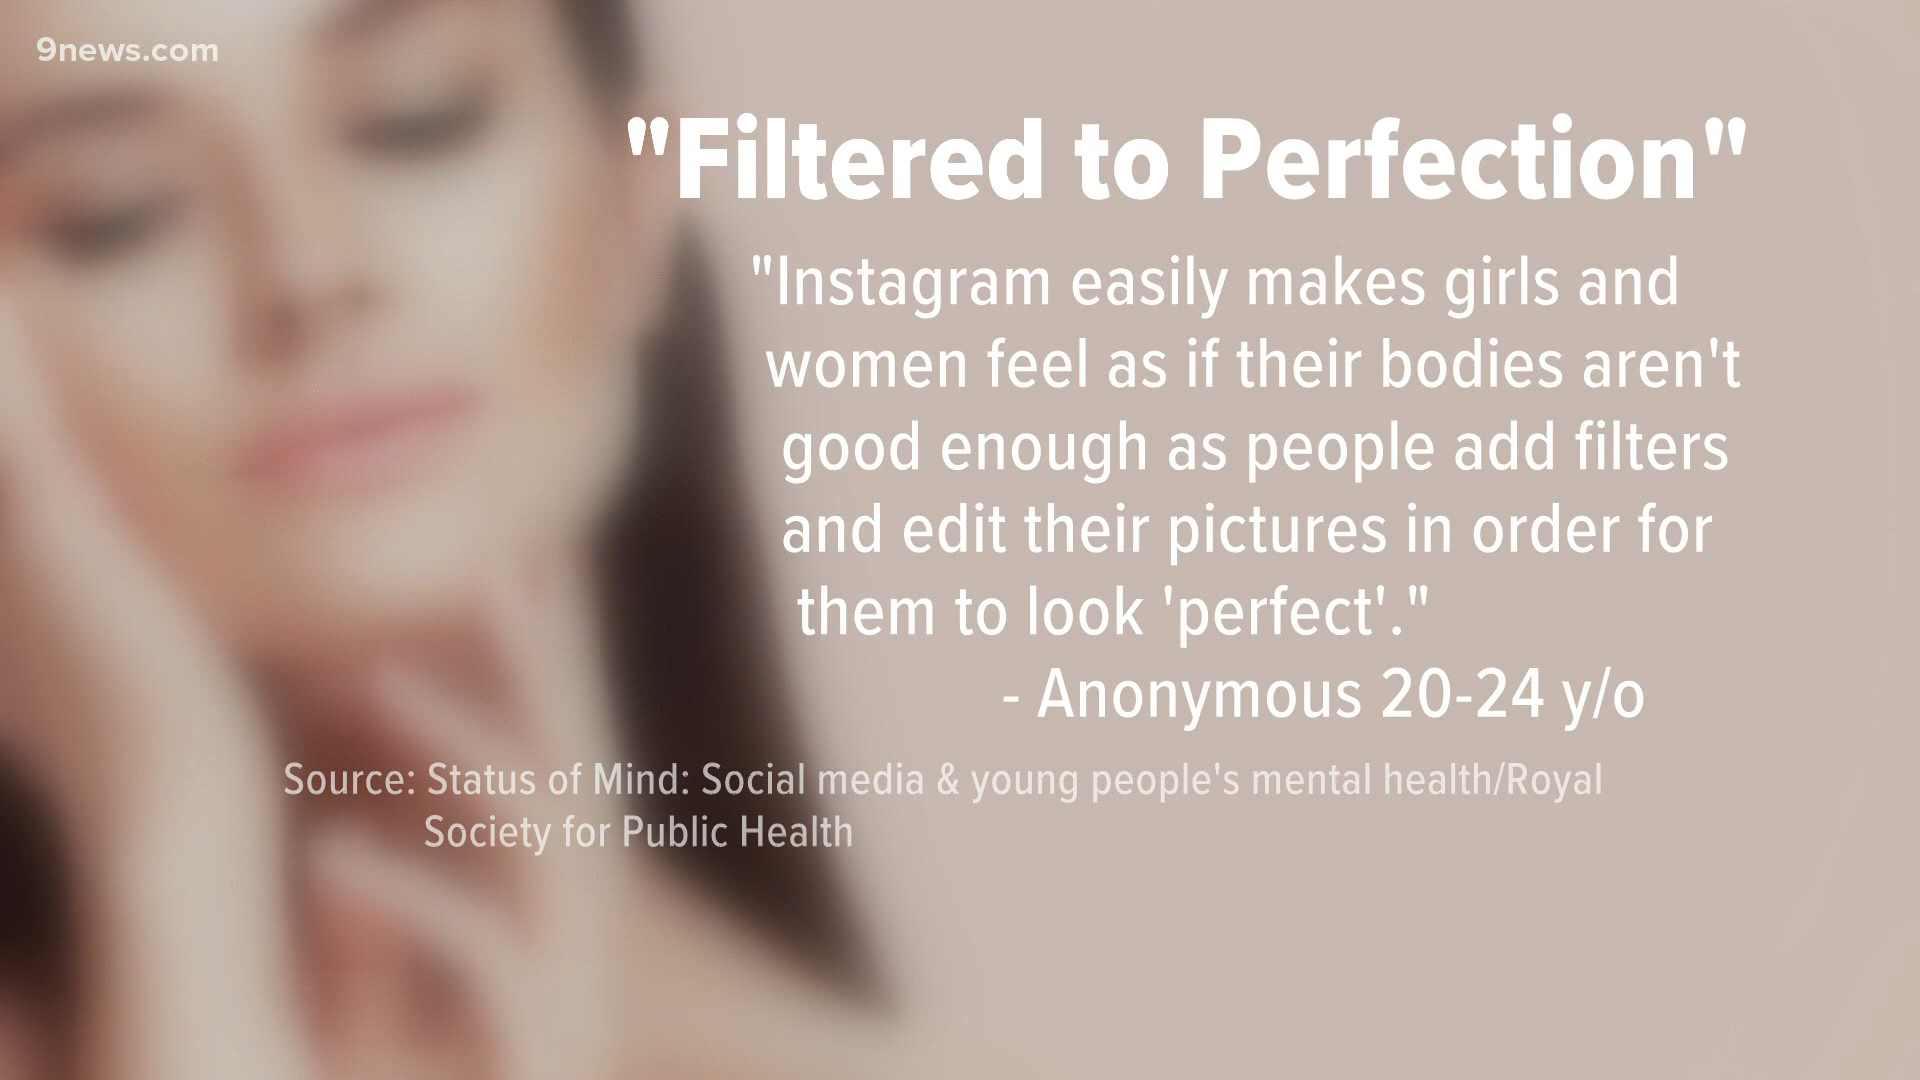 9news.com
"Filtered to Perfection"
"Instagram easily makes girls and
women feel as if their bodies aren't
good enough as people add filters
and edit their pictures in order for
them to look 'perfect'."
- Anonymous 20-24 y/o
Source: Status of Mind: Social media & young people's mental health/Royal
Society for Public Health